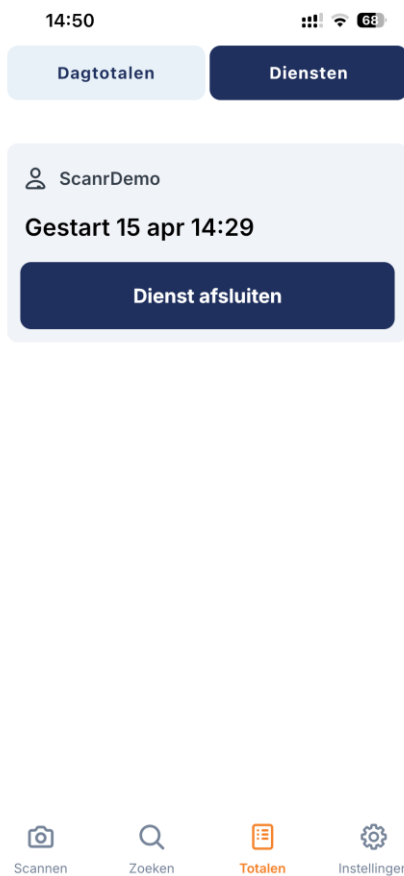 14:50
68
Dagtotalen
Diensten
ScanrDemo
Gestart 15 apr 14:29
Dienst afsluiten
Scannen
Zoeken
Totalen
Instellingen